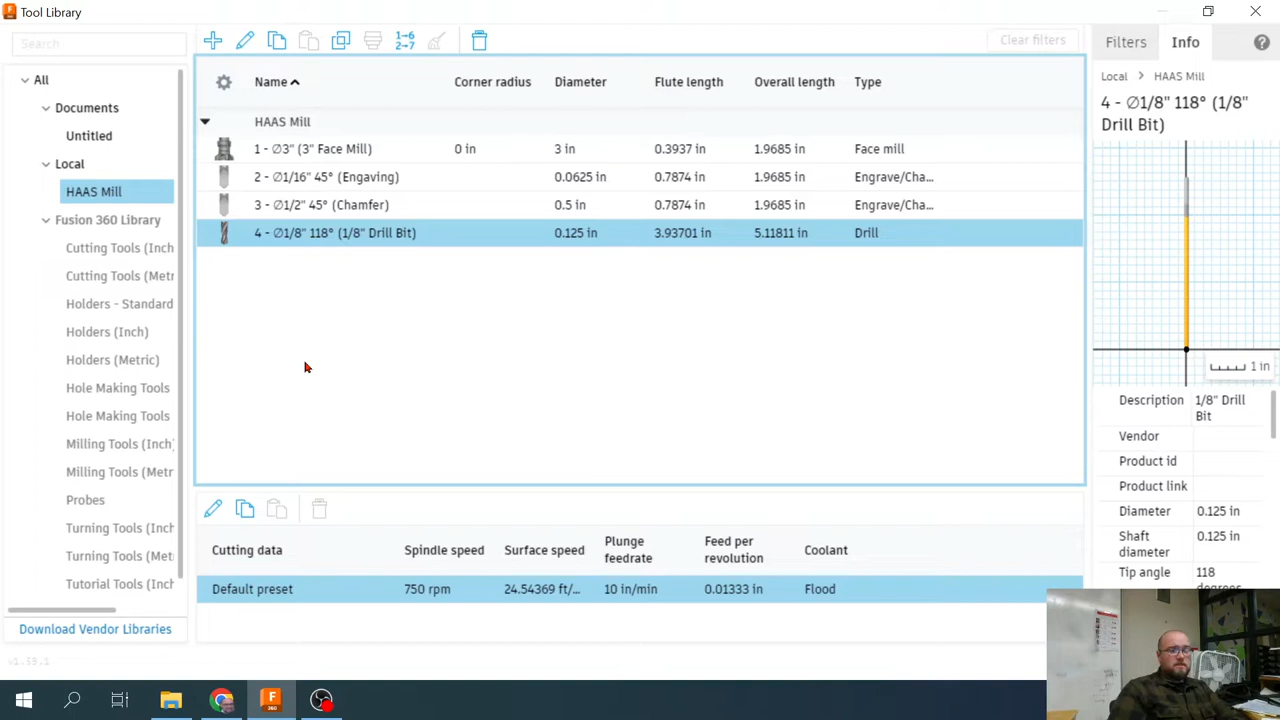 Tool Library
Search
Clear filters
Filters
Info
All
Documents
Untitled
Local
HAAS Mill
Fusion 360 Library
Cutting Tools (Inch
Cutting Tools (Metr
Holders - Standard
Holders (Inch)
Holders (Metric)
Hole Making Tools
Hole Making Tools
Milling Tools (Inch)
Milling Tools (Metr
Probes
Turning Tools (Inch
Turning Tools (Met
Tutorial Tools (Inch
Download Vendor Libraries
v1.39.1
Name Corner radius Diameter Flute length Overall length Type
HAAS Mill
1 - Ø3" (3" Face Mill) 0 in 3 in 0.3937 in 1.9685 in Face mill
2 - Ø1/16" 45° (Engaving) 0.0625 in 0.7874 in 1.9685 in Engrave/Cha...
3 - Ø1/2" 45° (Chamfer) 0.5 in 0.7874 in 1.9685 in Engrave/Cha...
4 - Ø1/8" 118° (1/8" Drill Bit) 0.125 in 3.93701 in 5.11811 in Drill
Cutting data Spindle speed Surface speed Plunge feedrate Feed per revolution Coolant
Default preset 750 rpm 24.54369 ft/... 10 in/min 0.01333 in Flood
Local > HAAS Mill
4 - Ø1/8" 118° (1/8"
Drill Bit)
1 in
Description 1/8" Drill Bit
Vendor
Product id
Product link
Diameter 0.125 in
Shaft diameter 0.125 in
Tip angle 118 degrees